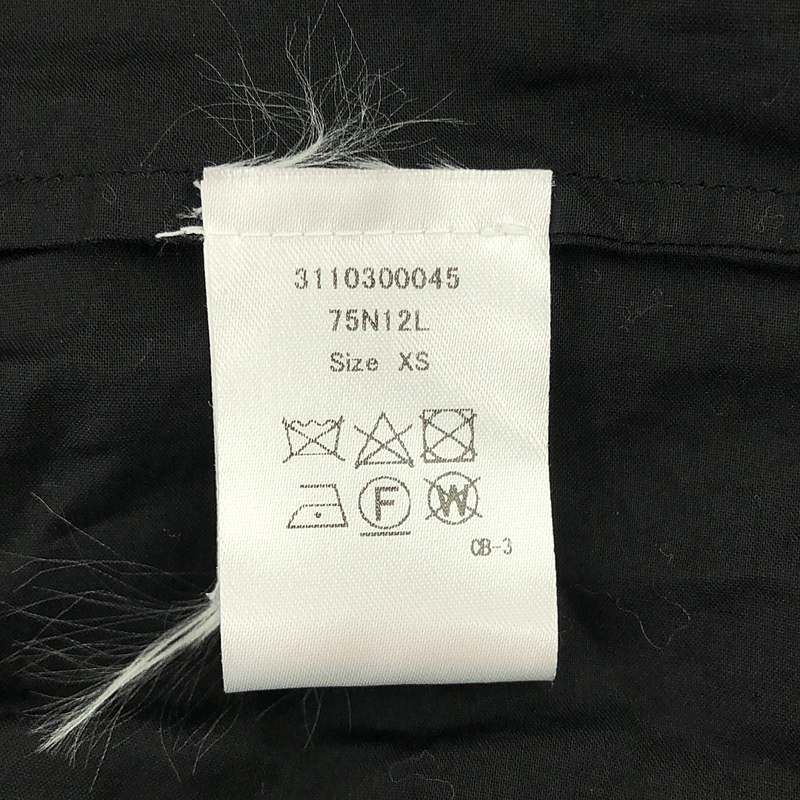 3110300045
75N12L
Size XS
F W
CB-3